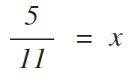 5/11 = x